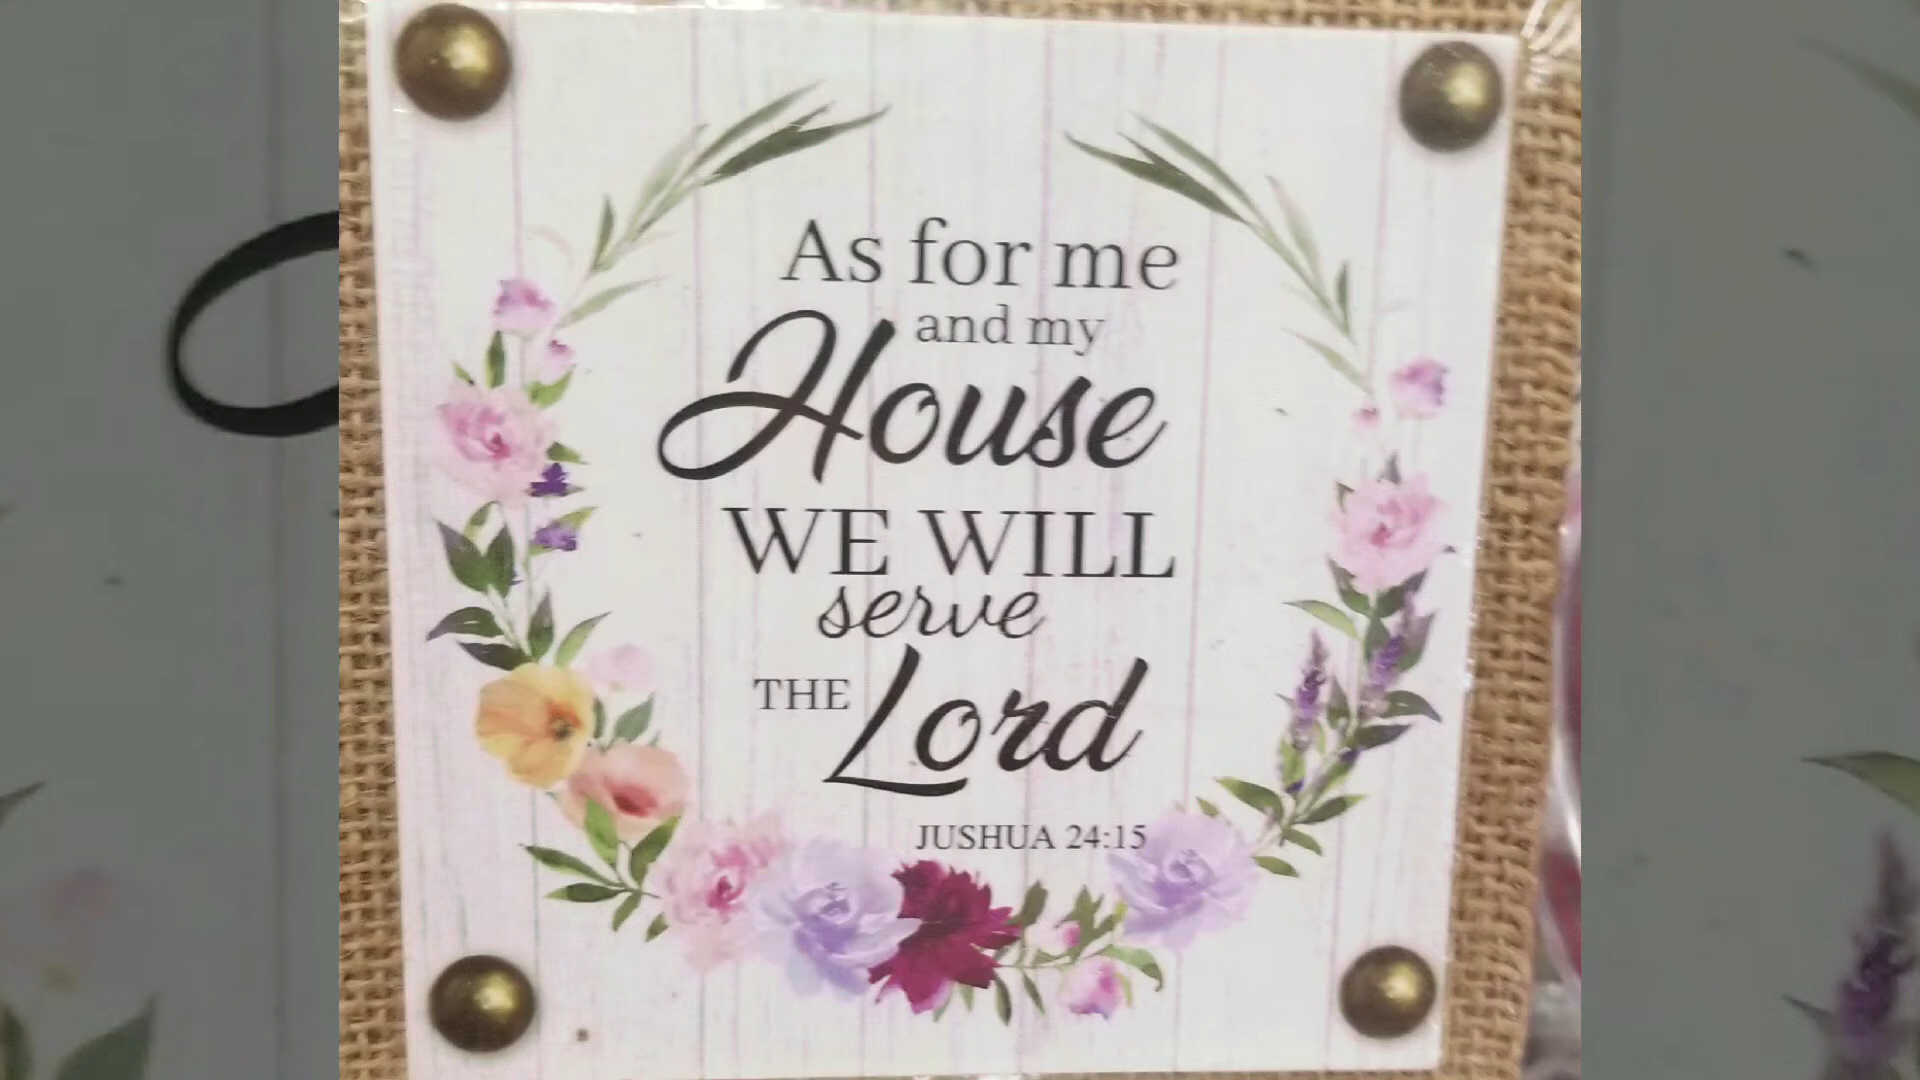 As for me
and my
House
WE WILL
serve
THE Lord
JUSHUA 24:15